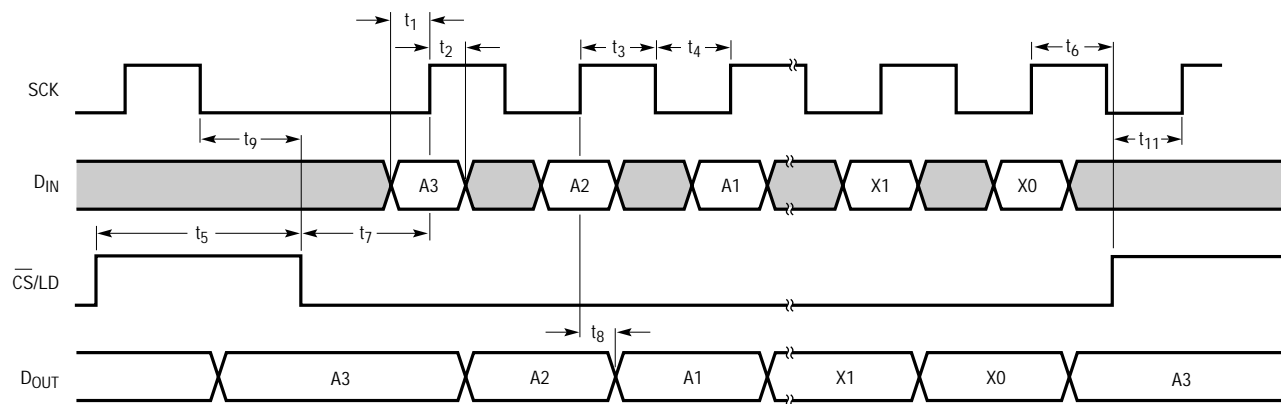 t1
t2 t3 t4 t6
SCK
t9 t11
DIN A3 A2 A1 X1 X0
t5 t7
CS/LD
t8
DOUT A3 A2 A1 X1 X0 A3